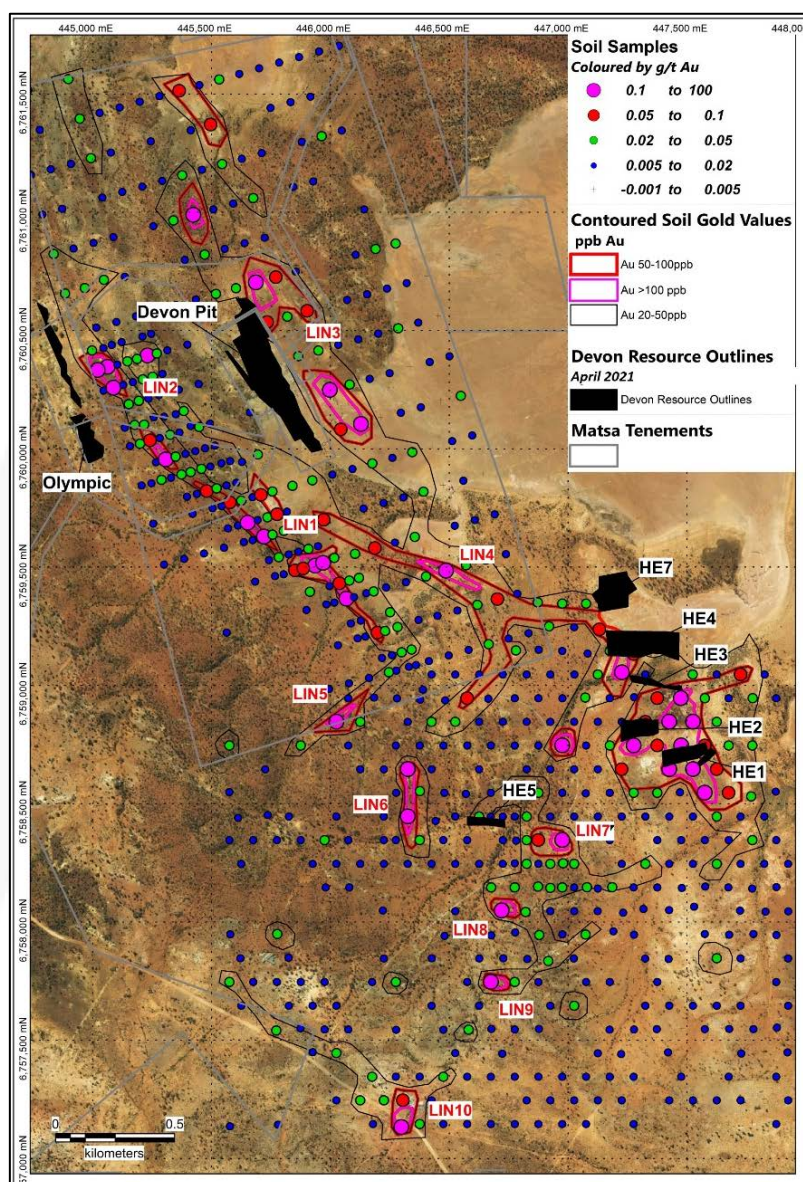 445,000 mE
445,500 mE
446,000 mE
446,500 mE
447,000 mE
447,500 mE
448,0
6,761,500 mN
6,761,000 mN
6,760,500 mN
6,760,000 mN
6,759,500 mN
6,759,000 mN
6,758,500 mN
6,758,000 mN
6,757,500 mN
57,000 mN
Soil Samples
Coloured by g/t Au
0.1 to 100
0.05 to 0.1
0.02 to 0.05
0.005 to 0.02
-0.001 to 0.005
Contoured Soil Gold Values
ppb Au
Au 50-100ppb
Au >100 ppb
Au 20-50ppb
Devon Resource Outlines
April 2021
Devon Resource Outlines
Matsa Tenements
Devon Pit
LIN3
LIN2
Olympic
LIN1
LIN4
HE7
HE4
HE3
LIN5
HE2
HE1
HE5
LIN6
LIN7
LIN8
LIN9
LIN10
0 0.5
kilometers